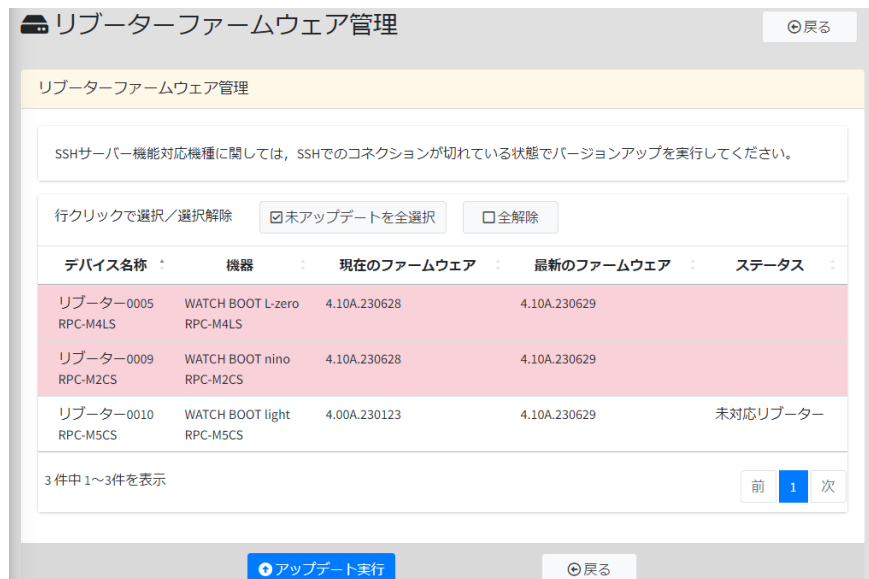 リブーターファームウェア管理
戻る
リブーターファームウェア管理
SSHサーバー機能対応機種に関しては，SSHでのコネクションが切れている状態でバージョンアップを実行してください。
行クリックで選択／選択解除 未アップデートを全選択 全解除
デバイス名称 機器 現在のファームウェア 最新のファームウェア ステータス
リブーター0005 WATCH BOOT L-zero 4.10A.230628 4.10A.230629
RPC-M4LS RPC-M4LS
リブーター0009 WATCH BOOT nino 4.10A.230628 4.10A.230629
RPC-M2CS RPC-M2CS
リブーター0010 WATCH BOOT light 4.00A.230123 4.10A.230629 未対応リブーター
RPC-M5CS RPC-M5CS
3 件中 1～3件を表示
前 1 次
アップデート実行 戻る